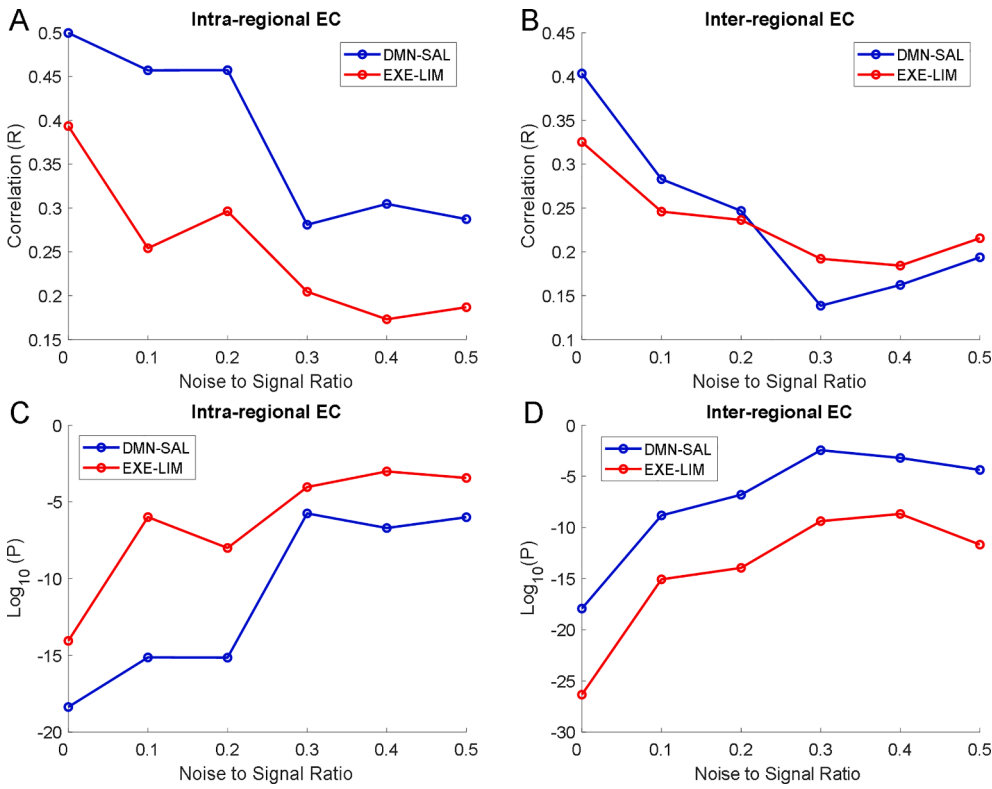 A
Intra-regional EC
DMN-SAL
EXE-LIM
Correlation (R)
0.5
0.45
0.4
0.35
0.3
0.25
0.2
0.15
0 0.1 0.2 0.3 0.4 0.5
Noise to Signal Ratio
B
Inter-regional EC
DMN-SAL
EXE-LIM
Correlation (R)
0.45
0.4
0.35
0.3
0.25
0.2
0.15
0.1
0 0.1 0.2 0.3 0.4 0.5
Noise to Signal Ratio
C
Intra-regional EC
DMN-SAL
EXE-LIM
Log10 (P)
0
-5
-10
-15
-20
0 0.1 0.2 0.3 0.4 0.5
Noise to Signal Ratio
D
Inter-regional EC
DMN-SAL
EXE-LIM
Log10(P)
0
-5
-10
-15
-20
-25
-30
0 0.1 0.2 0.3 0.4 0.5
Noise to Signal Ratio